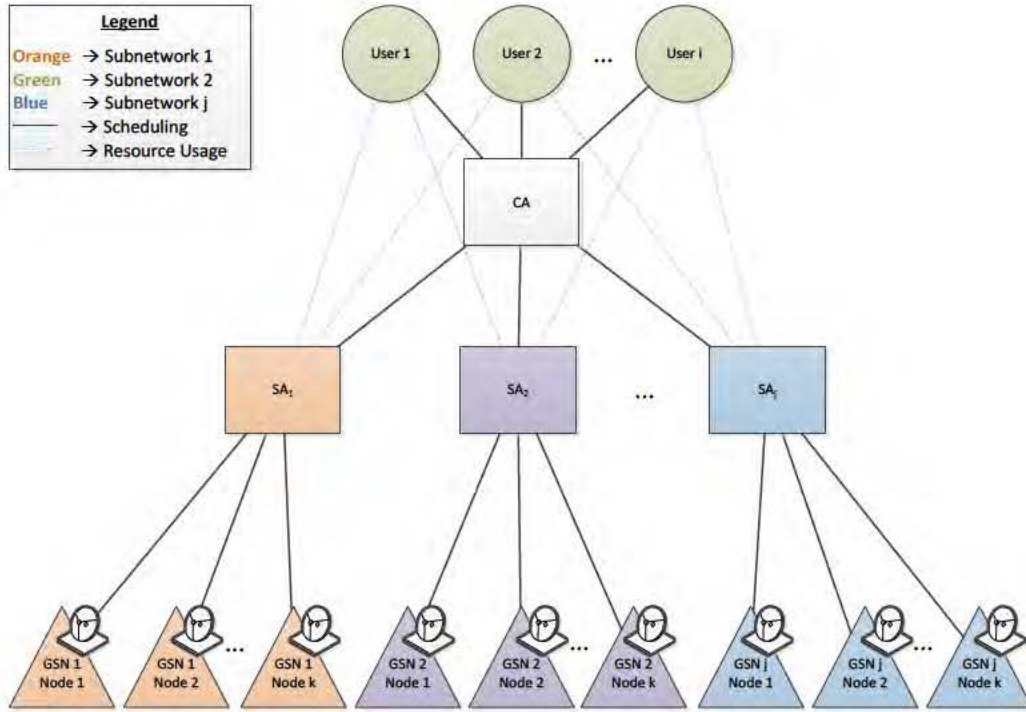 Legend
Orange → Subnetwork 1
Green → Subnetwork 2
Blue → Subnetwork j
→ Scheduling
→ Resource Usage
User 1
User 2
...
User i
CA
SA1
SA2
...
SAj
GSN 1
Node 1
GSN 1
Node 2
...
GSN 1
Node k
GSN 2
Node 1
GSN 2
Node 2
...
GSN 2
Node k
GSN j
Node 1
GSN j
Node 2
...
GSN j
Node k